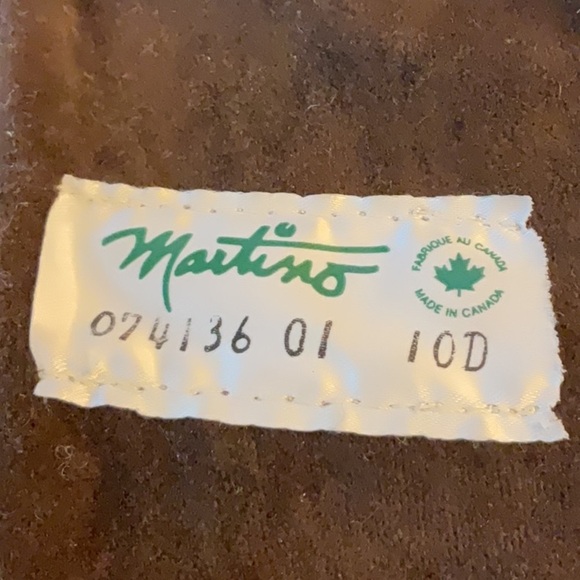 Martino
FABRIQUE AU CANADA
MADE IN CANADA
074136 01 10D